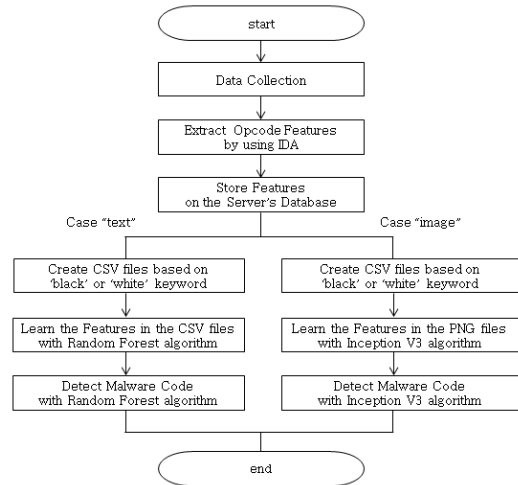 start
Data Collection
Extract Opcode Features
by using IDA
Store Features
on the Server's Database
Case "text"
Case "image"
Create CSV files based on
'black' or 'white' keyword
Create CSV files based on
'black' or 'white' keyword
Learn the Features in the CSV files
with Random Forest algorithm
Learn the Features in the PNG files
with Inception V3 algorithm
Detect Malware Code
with Random Forest algorithm
Detect Malware Code
with Inception V3 algorithm
end